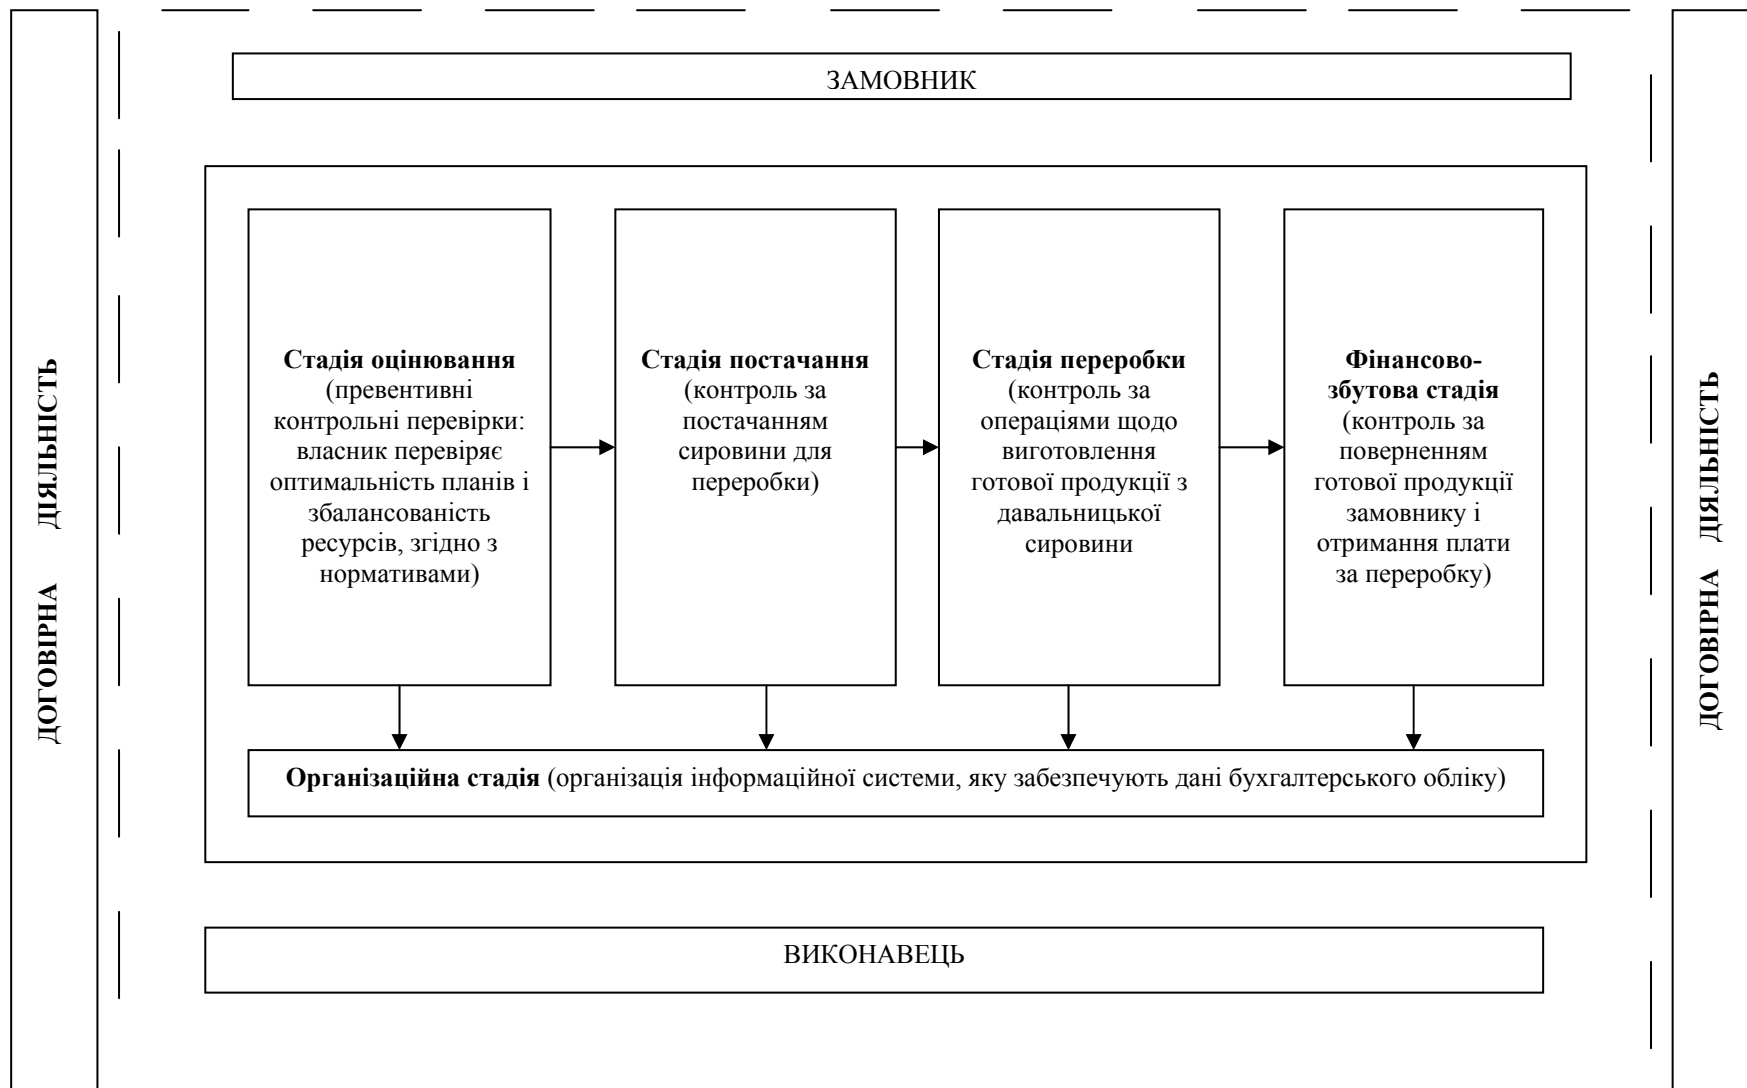 ЗАМОВНИК
ДОГОВІРНА ДІЯЛЬНІСТЬ
Стадія оцінювання
(превентивні
контрольні перевірки:
власник перевіряє
оптимальність планів і
збалансованість
ресурсів, згідно з
нормативами)
Стадія постачання
(контроль за
постачанням
сировини для
переробки)
Стадія переробки
(контроль за
операціями щодо
виготовлення
готової продукції з
давальницької
сировини
Фінансово-
збутова стадія
(контроль за
поверненням
готової продукції
замовнику і
отримання плати
за переробку)
ДОГОВІРНА ДІЯЛЬНІСТЬ
Організаційна стадія (організація інформаційної системи, яку забезпечують дані бухгалтерського обліку)
ВИКОНАВЕЦЬ